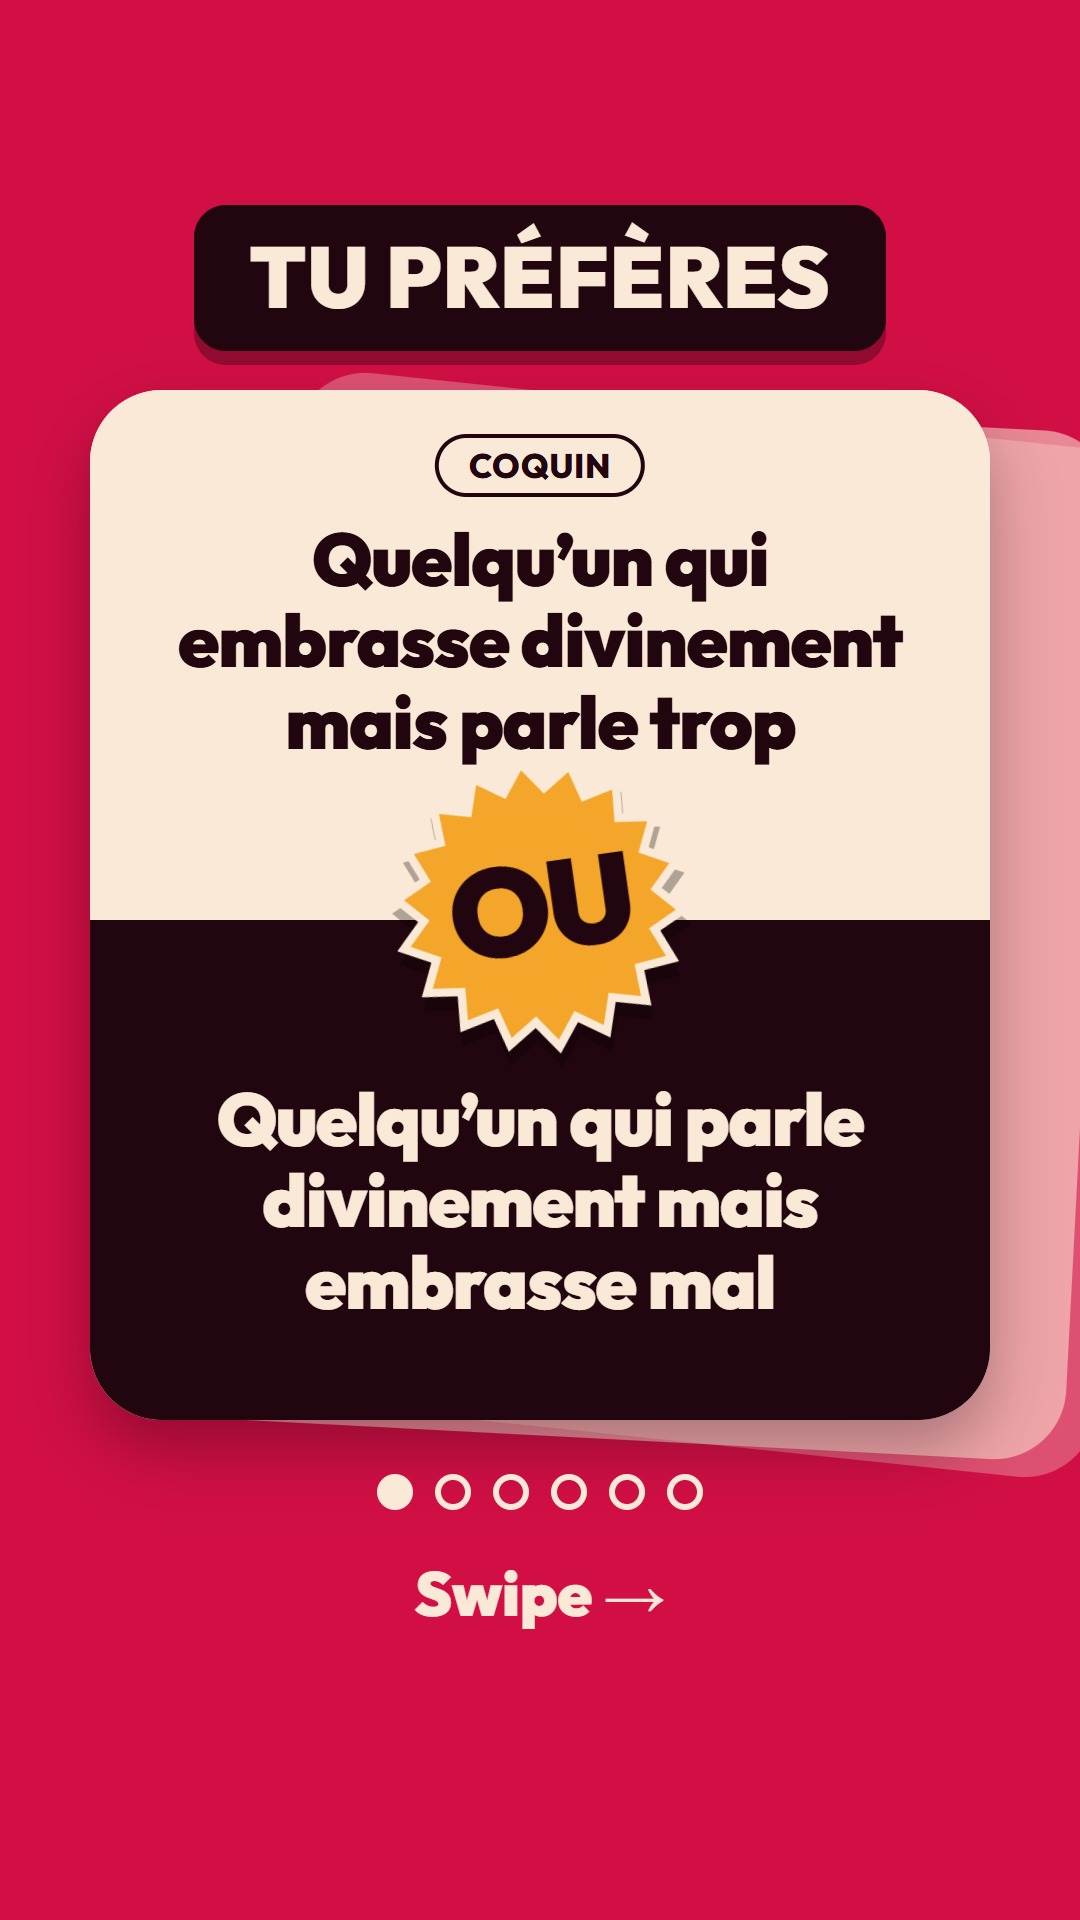 TU PRÉFÈRES
COQUIN
Quelqu’un qui
embrasse divinement
mais parle trop
OU
Quelqu’un qui parle
divinement mais
embrasse mal
Swipe →